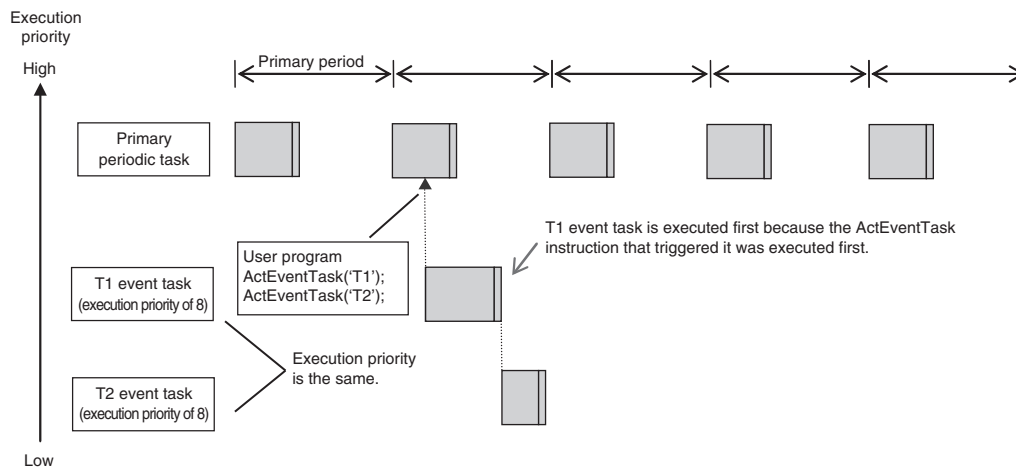 Execution
priority
High
Primary period
Primary
periodic task
T1 event task is executed first because the ActEventTask
instruction that triggered it was executed first.
User program
ActEventTask(‘T1’);
ActEventTask(‘T2’);
T1 event task
(execution priority of 8)
Execution priority
is the same.
T2 event task
(execution priority of 8)
Low